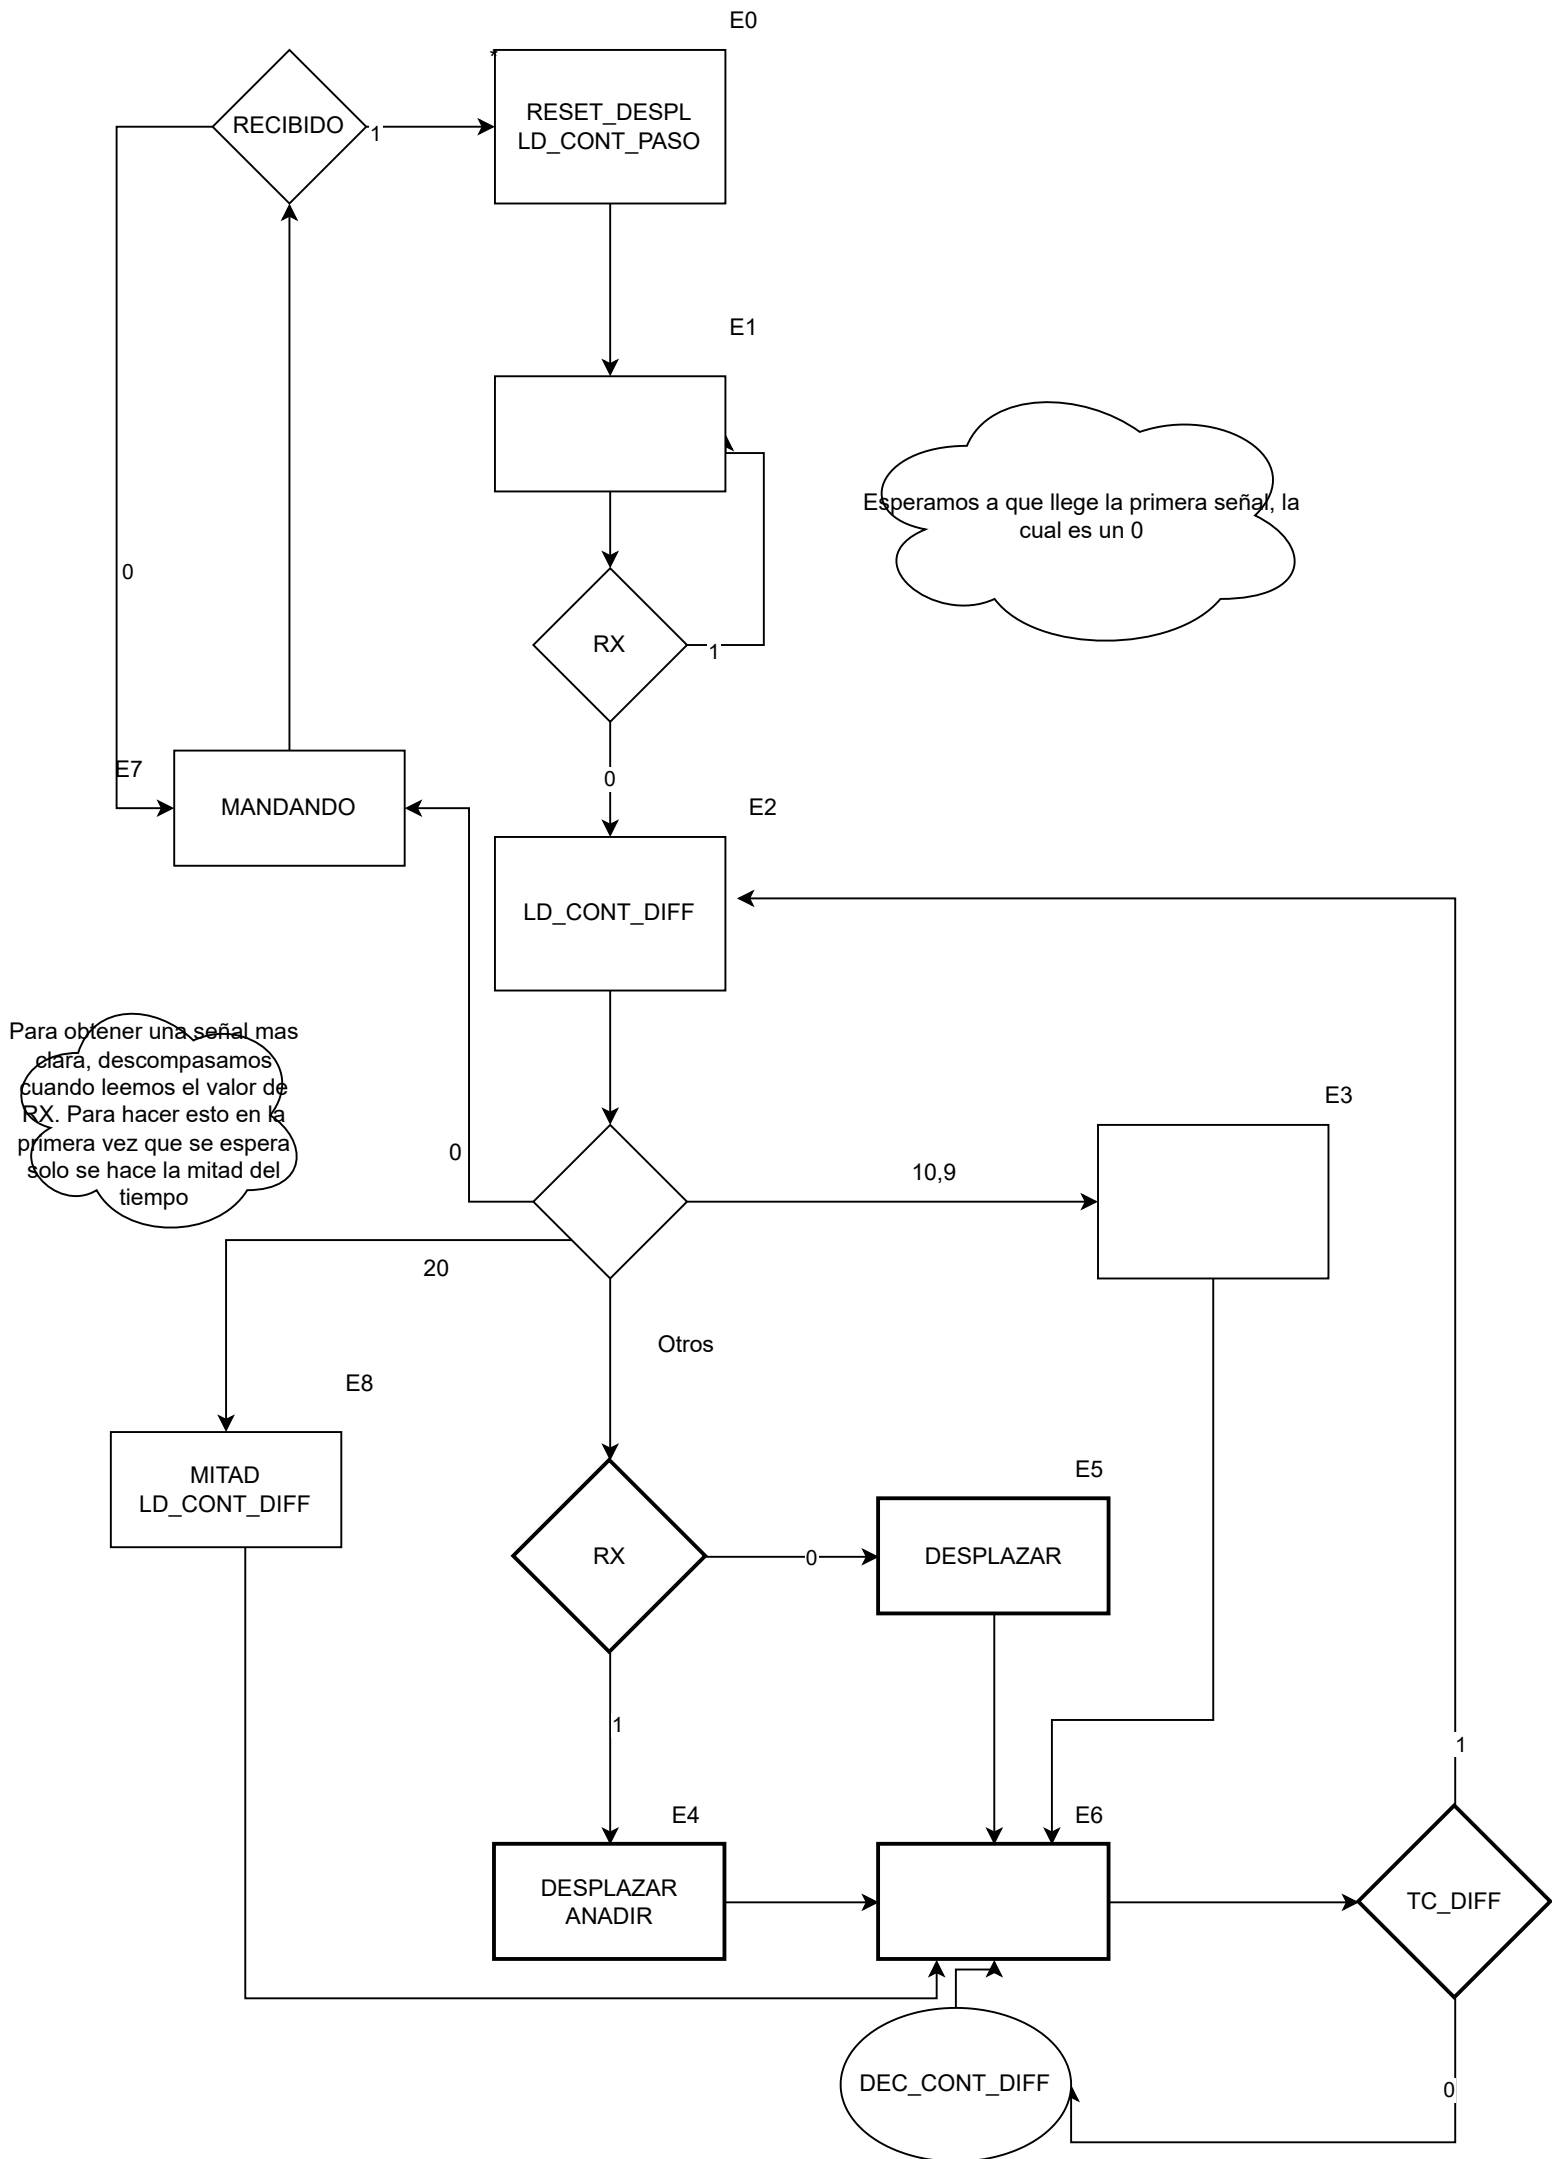 E0
*
RECIBIDO
1
RESET_DESPL
LD_CONT_PASO
E1
Esperamos a que llege la primera señal, la
cual es un 0
0
RX
1
E7
0
MANDANDO
E2
LD_CONT_DIFF
Para obtener una señal mas
clara, descompasamos
cuando leemos el valor de
RX. Para hacer esto en la
primera vez que se espera
solo se hace la mitad del
tiempo
E3
0
10,9
20
Otros
E8
MITAD
LD_CONT_DIFF
E5
RX
0
DESPLAZAR
1
1
E4
E6
DESPLAZAR
ANADIR
TC_DIFF
DEC_CONT_DIFF
0